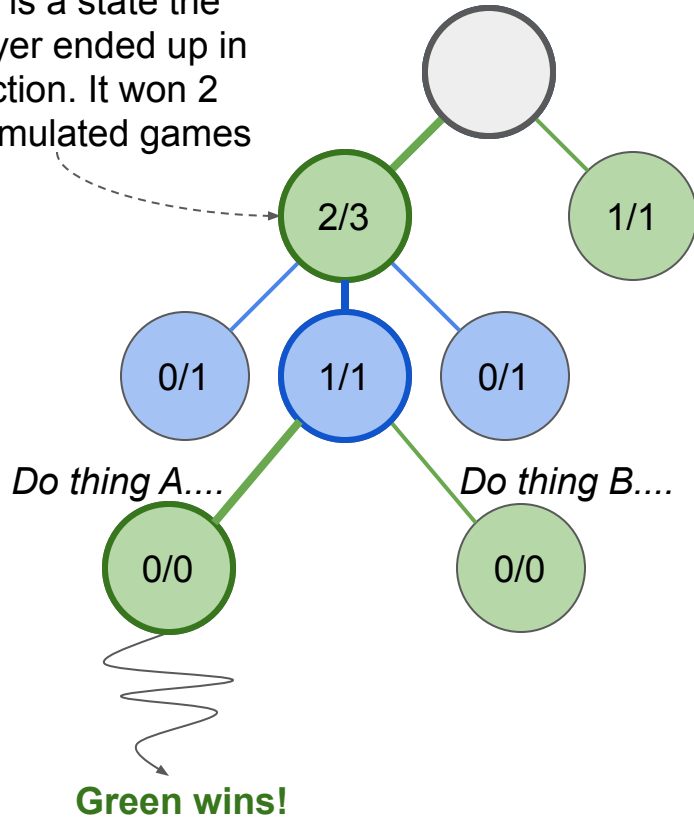 is a state the
yer ended up in
ction. It won 2
mulated games
2/3
1/1
0/1
1/1
0/1
Do thing A....
Do thing B....
0/0
0/0
Green wins!